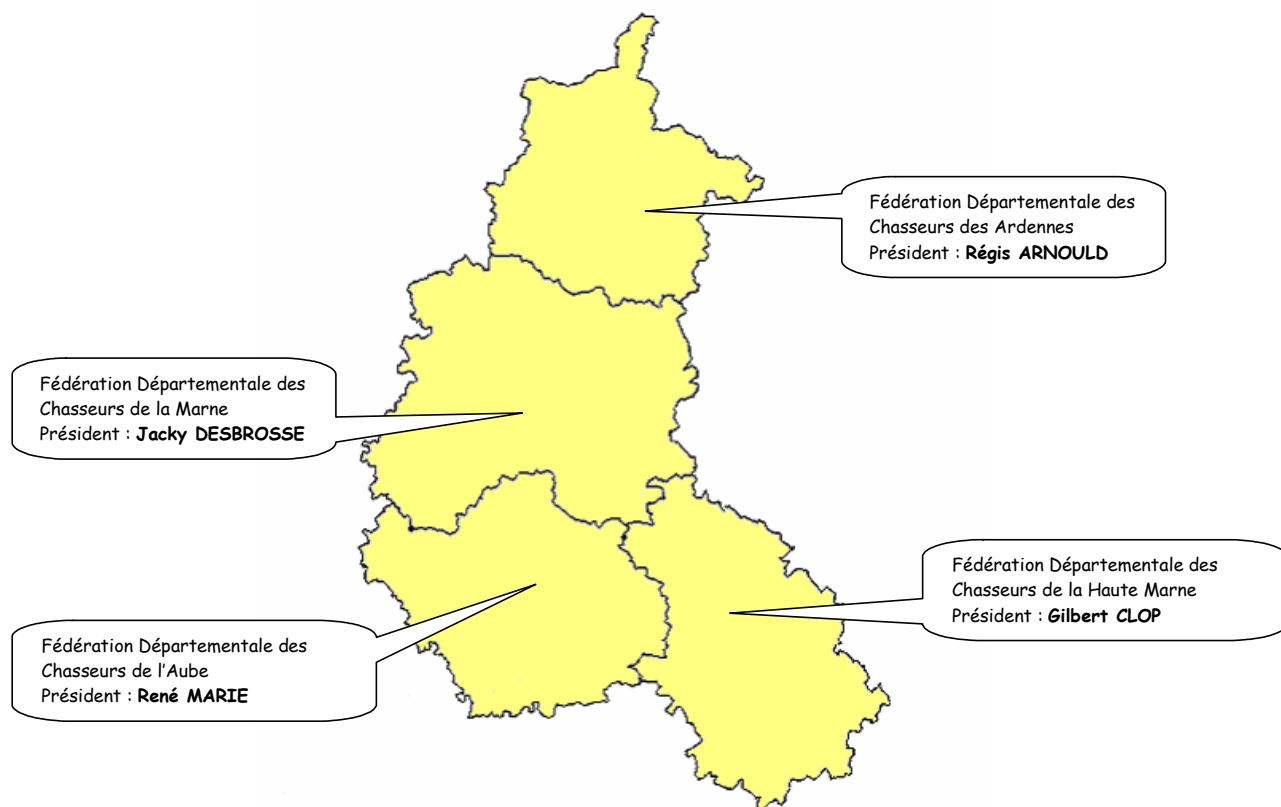 Fédération Départementale des
Chasseurs des Ardennes
Président : Régis ARNOULD
Fédération Départementale des
Chasseurs de la Marne
Président : Jacky DESBROSSE
Fédération Départementale des
Chasseurs de la Haute Marne
Président : Gilbert CLOP
Fédération Départementale des
Chasseurs de l'Aube
Président : René MARIE